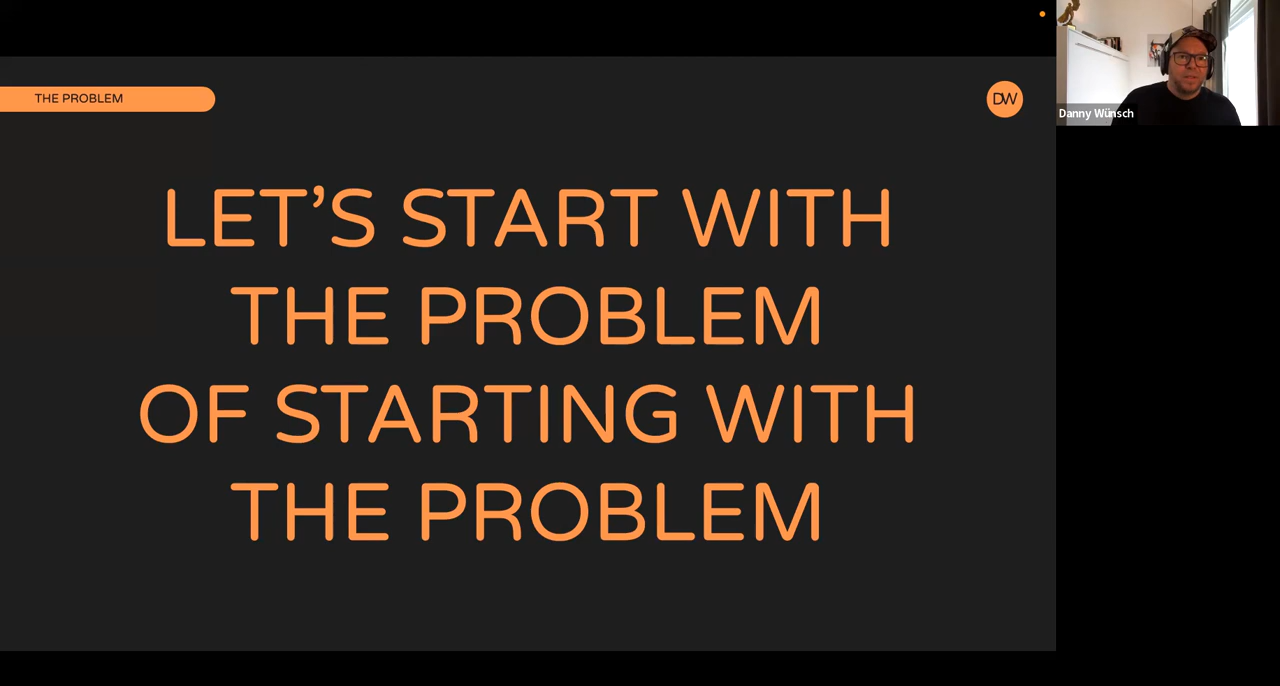 THE PROBLEM
DW
Danny Wünsch
LET’S START WITH
THE PROBLEM
OF STARTING WITH
THE PROBLEM